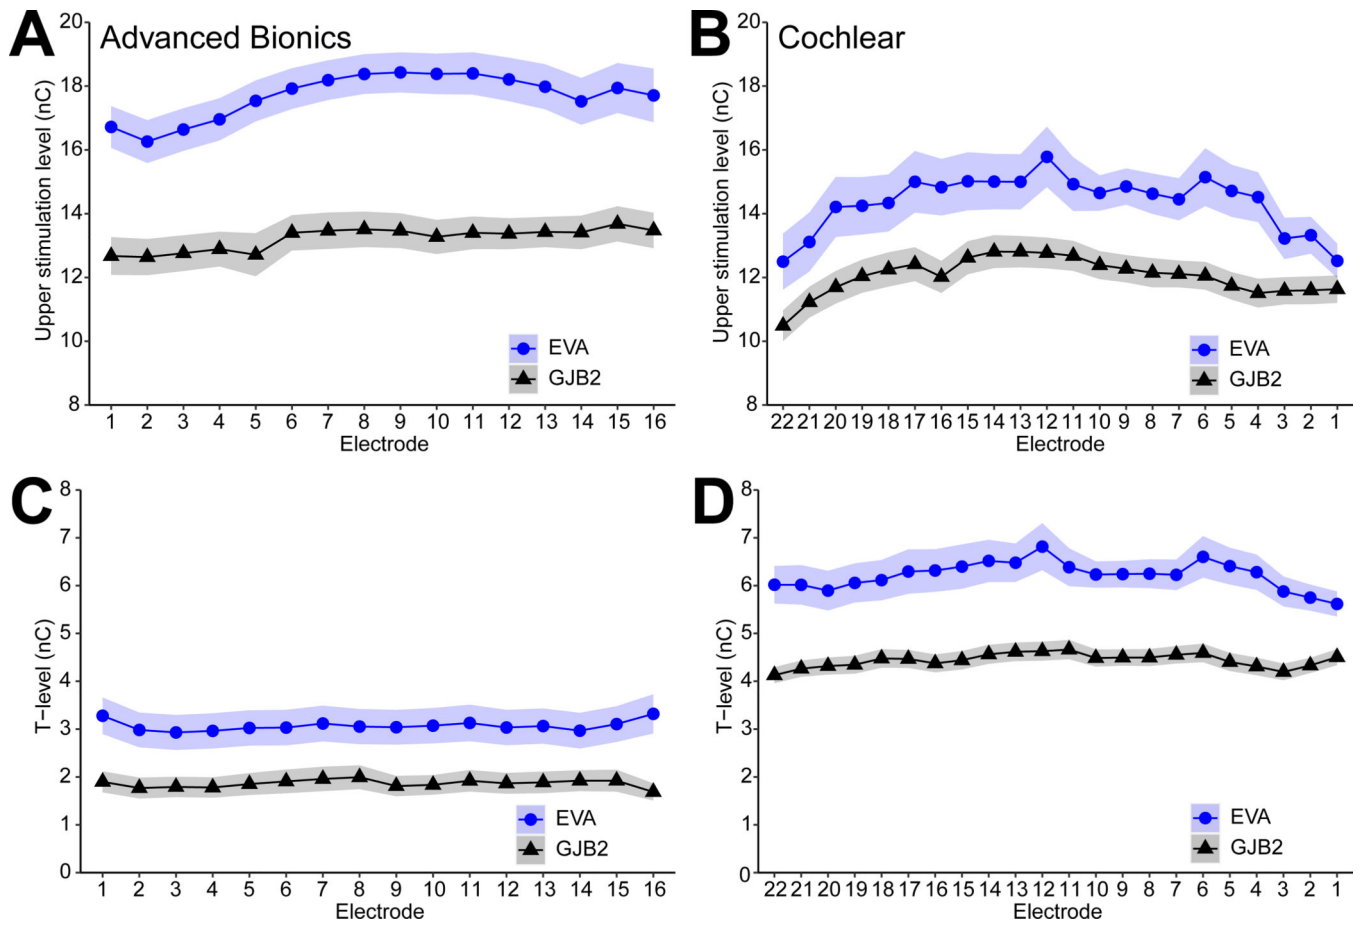 A
Advanced Bionics
Upper stimulation level (nC)
20
18
16
14
12
10
8
EVA
GJB2
1 2 3 4 5 6 7 8 9 10 11 12 13 14 15 16
Electrode
B
Cochlear
Upper stimulation level (nC)
20
18
16
14
12
10
8
EVA
GJB2
22 21 20 19 18 17 16 15 14 13 12 11 10 9 8 7 6 5 4 3 2 1
Electrode
C
T-level (nC)
8
7
6
5
4
3
2
1
0
EVA
GJB2
1 2 3 4 5 6 7 8 9 10 11 12 13 14 15 16
Electrode
D
T-level (nC)
8
7
6
5
4
3
2
1
0
EVA
GJB2
22 21 20 19 18 17 16 15 14 13 12 11 10 9 8 7 6 5 4 3 2 1
Electrode